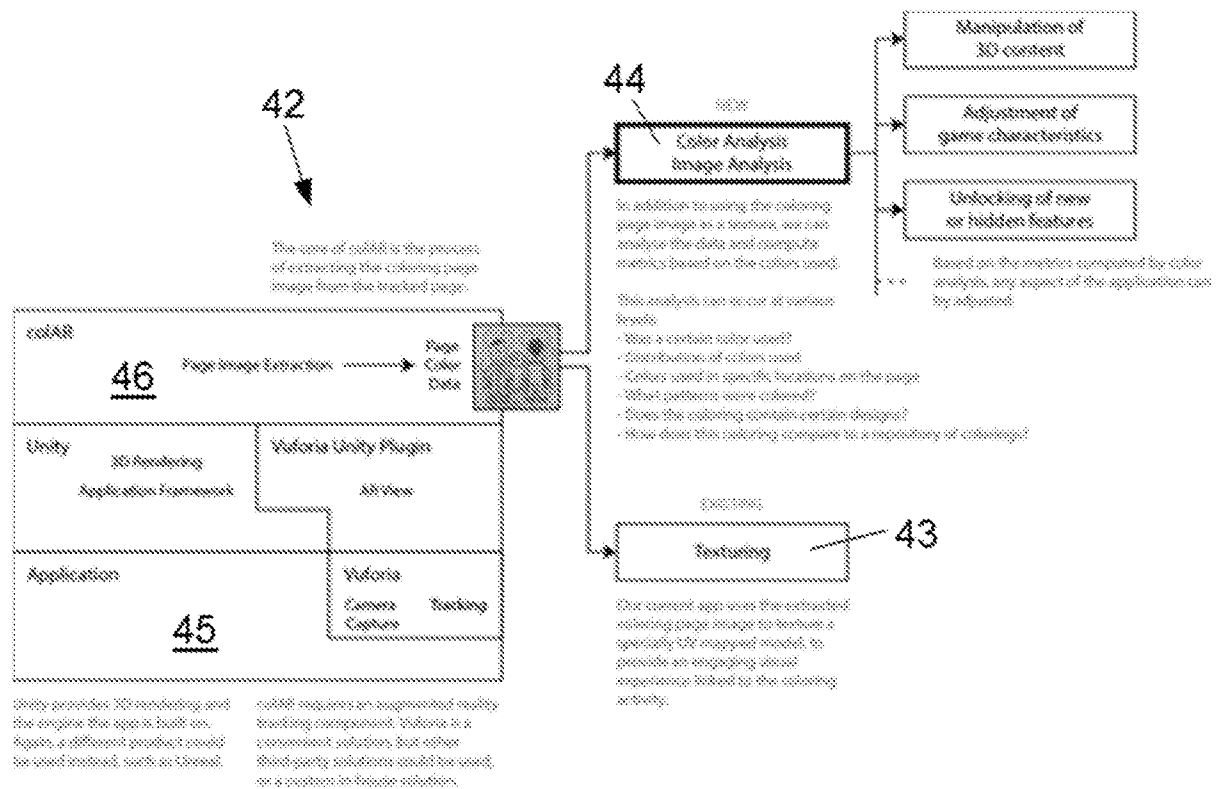 42
The core of colAR is the process
of extracting the coloring page
image from the tracked page.
colAR
46
Page Image Extraction
Page
Color
Data
Unity
3D Rendering
Application Framework
Vuforia Unity Plugin
AR View
Application
45
Vuforia
Camera
Capture
Tracking
Unity provides 3D rendering and
the engine the app is built on.
Again, a different product could
be used instead, such as Unreal.
colAR requires an augmented reality
tracking component. Vuforia is a
convenient solution, but other
third-party solutions could be used,
or a custom in-house solution.
44
NEW
Color Analysis
Image Analysis
In addition to using the coloring
page image as a texture, we can
analyse the data and compute
metrics based on the colors used.
This analysis can occur at various
levels:
- Was a certain color used?
- Distribution of colors used
- Colors used in specific locations on the page
- What patterns were colored?
- Does the coloring contain certain designs?
- How does this coloring compare to a repository of colorings?
Manipulation of
3D content
Adjustment of
game characteristics
Unlocking of new
or hidden features
Based on the metrics computed by color
analysis, any aspect of the application can
be adjusted.
EXISTING
Texturing
43
Our current app uses the extracted
coloring page image to texture a
specially UV mapped model, to
provide an engaging visual
experience linked to the coloring
activity.